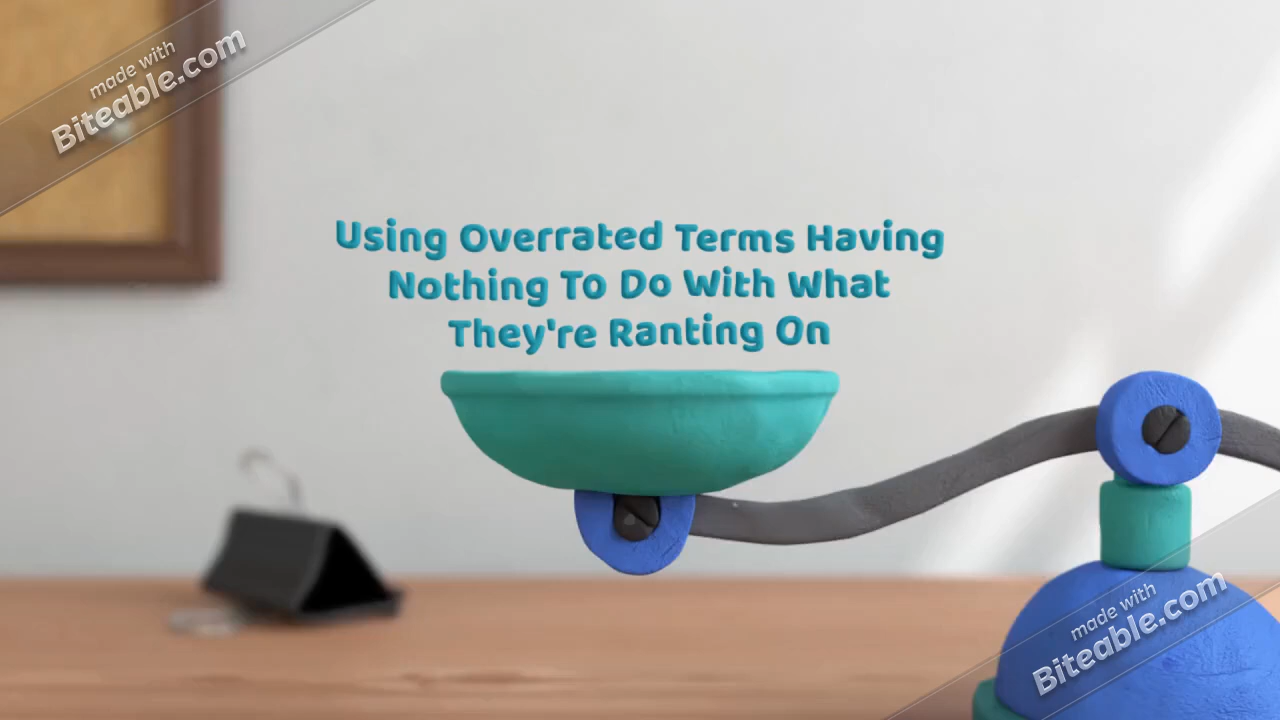 made with
Biteable.com
Using Overrated Terms Having
Nothing To Do With What
They're Ranting On
made with
Biteable.com